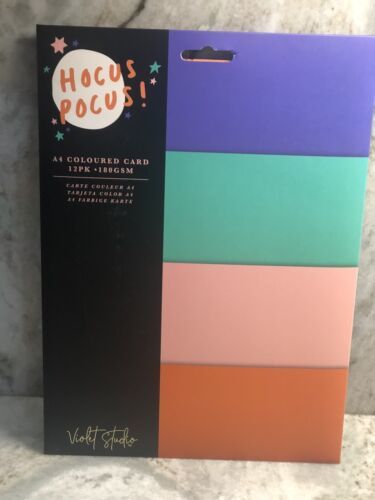 HOCUS
POCUS!
A4 COLOURED CARD
12PK • 180GSM
CARTE COULEUR A4
TARJETA COLOR A4
A4 FARBIGE KARTE
Violet Studio